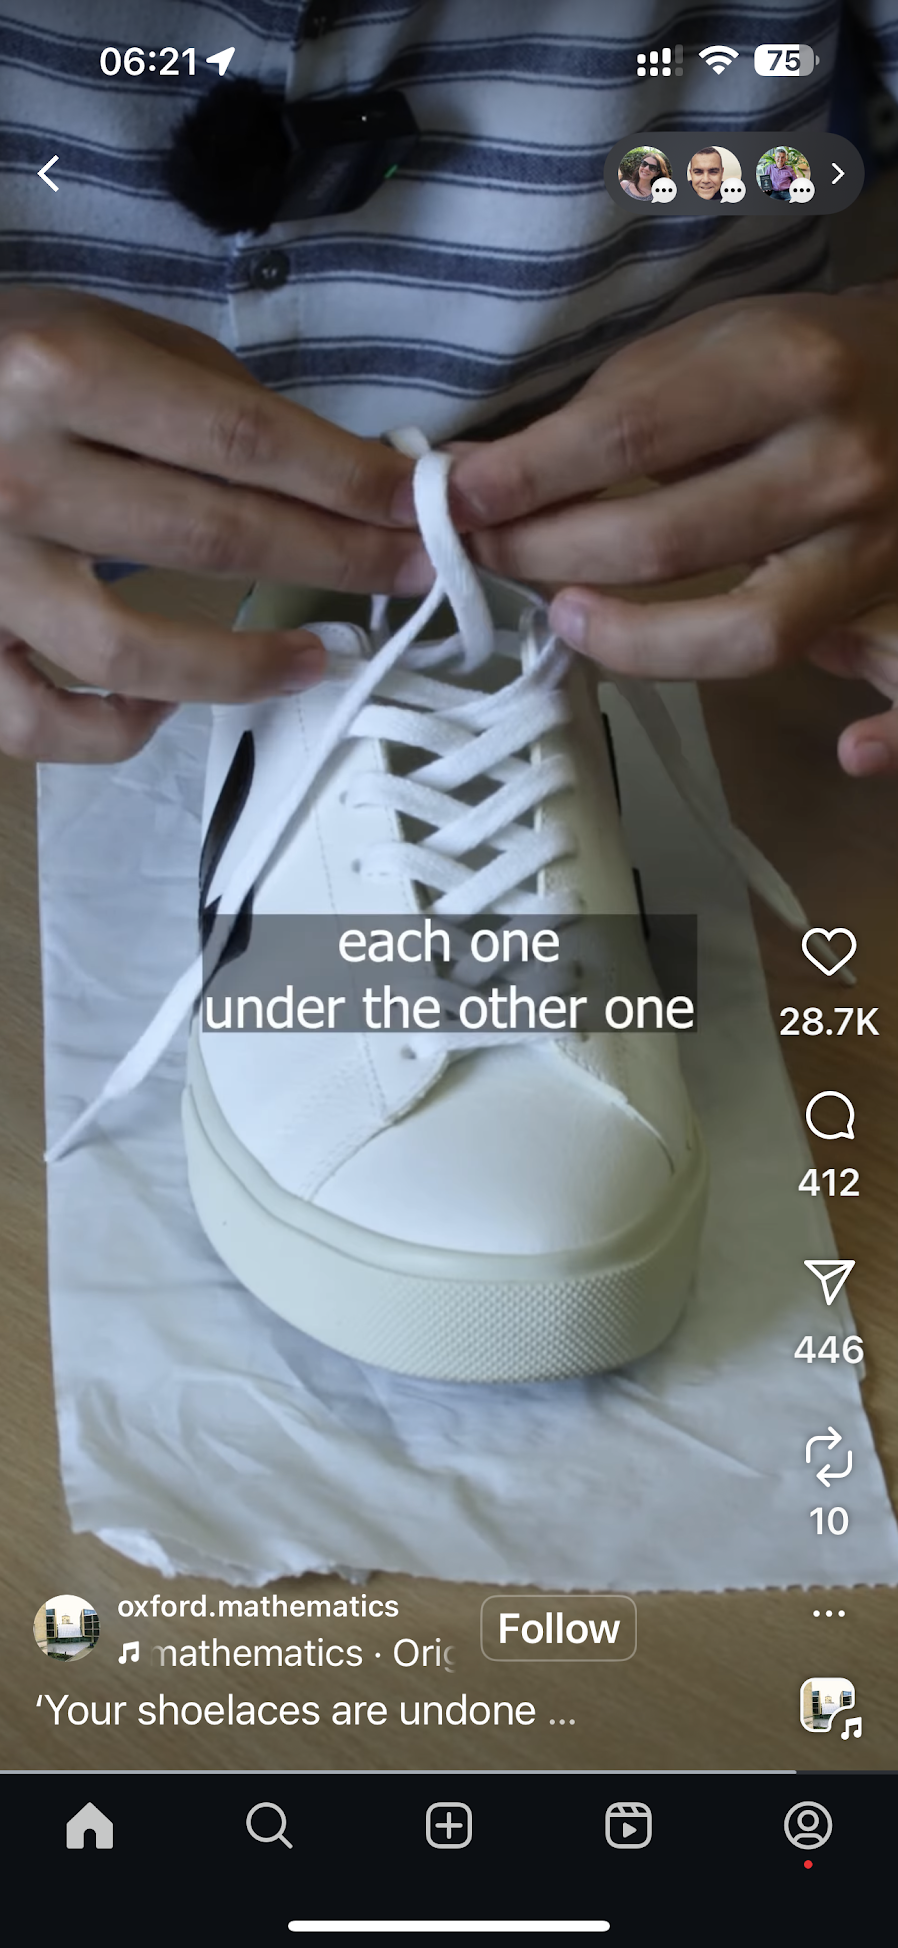 06:21
75
each one
under the other one
28.7K
412
446
10
oxford.mathematics
mathematics · Orig
Follow
‘Your shoelaces are undone ...